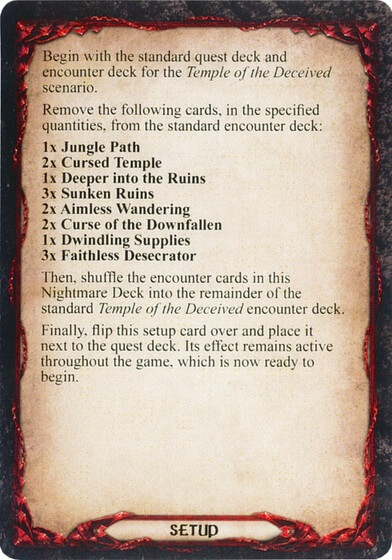 Begin with the standard quest deck and
encounter deck for the Temple of the Deceived
scenario.
Remove the following cards, in the specified
quantities, from the standard encounter deck:
1x Jungle Path
2x Cursed Temple
1x Deeper into the Ruins
3x Sunken Ruins
2x Aimless Wandering
2x Curse of the Downfallen
1x Dwindling Supplies
3x Faithless Desecrator
Then, shuffle the encounter cards in this
Nightmare Deck into the remainder of the
standard Temple of the Deceived encounter deck.
Finally, flip this setup card over and place it
next to the quest deck. Its effect remains active
throughout the game, which is now ready to
begin.
SETUP